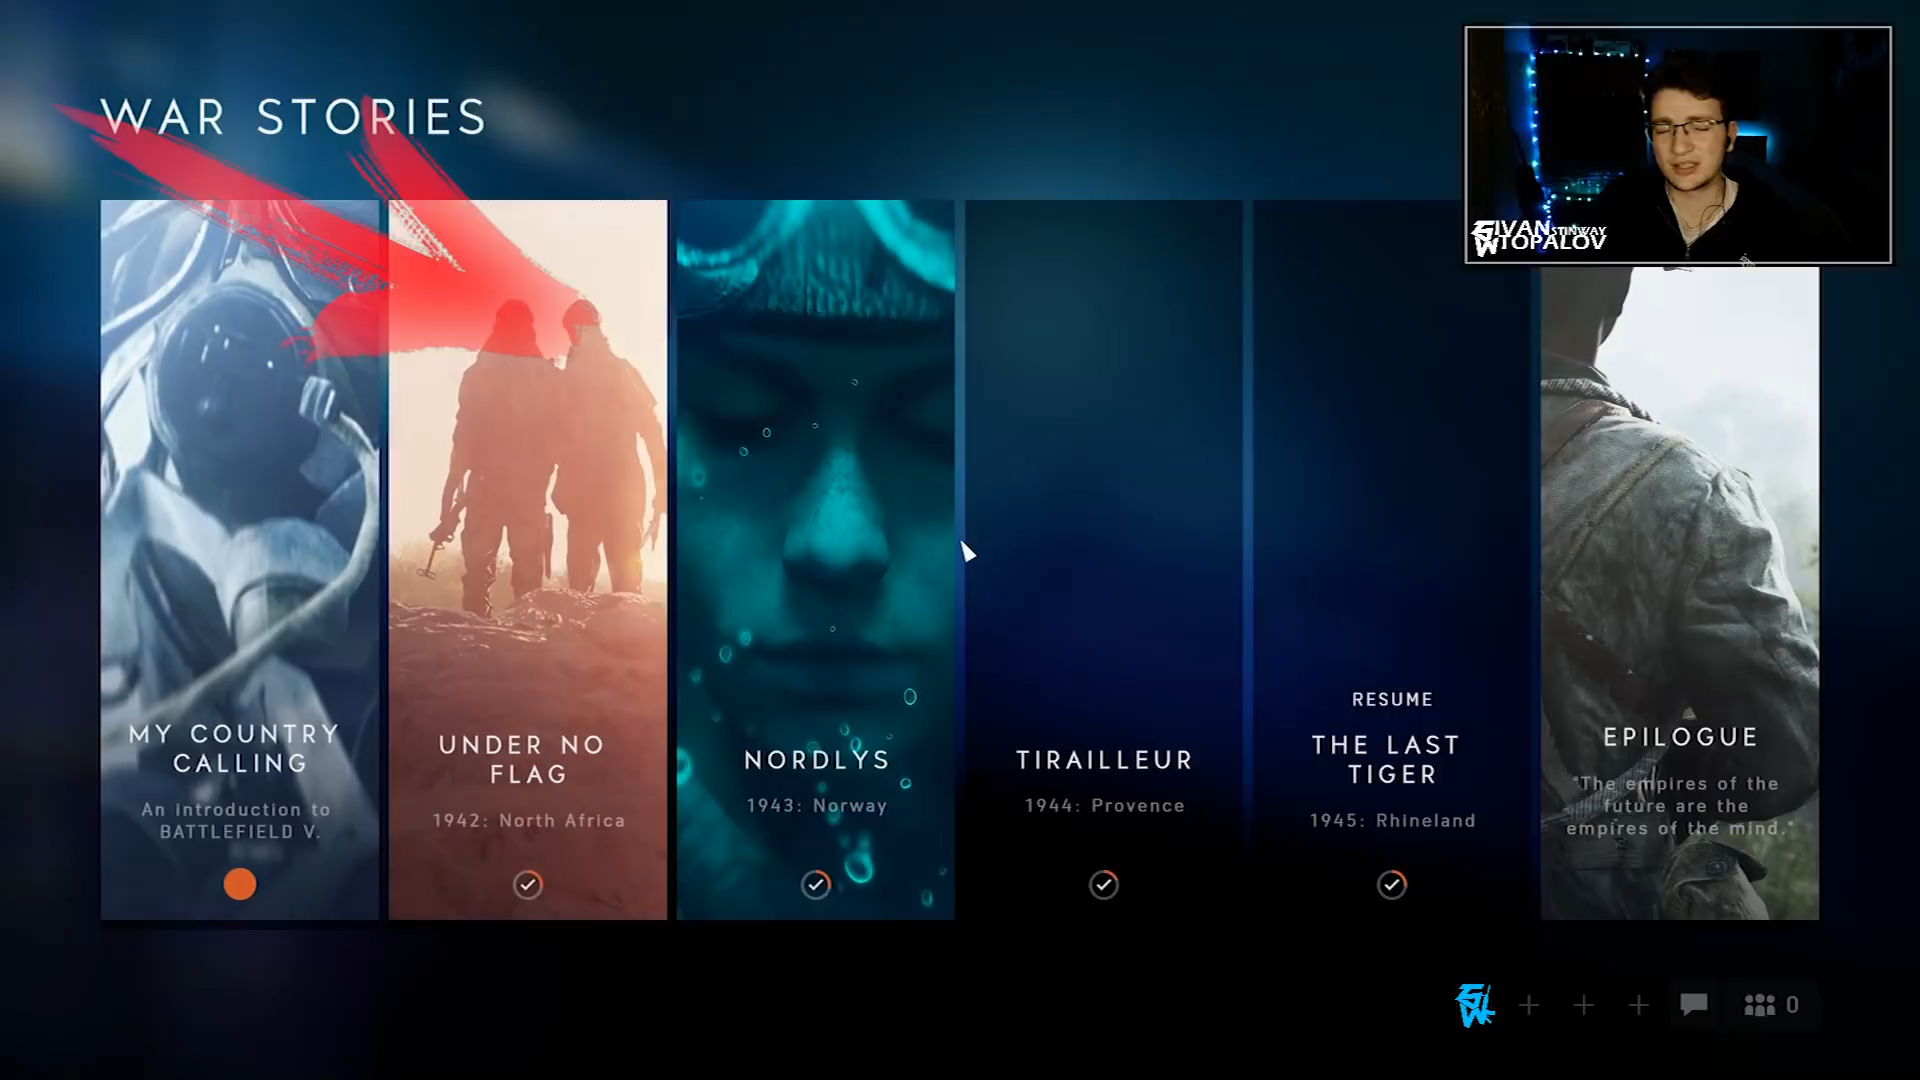 WAR STORIES
IVAN STINWAY
TOPALOV
MY COUNTRY
CALLING
An introduction to
BATTLEFIELD V.
UNDER NO
FLAG
1942: North Africa
NORDLYS
1943: Norway
TIRAILLEUR
1944: Provence
RESUME
THE LAST
TIGER
1945: Rhineland
EPILOGUE
"The empires of the
future are the
empires of the mind."
0